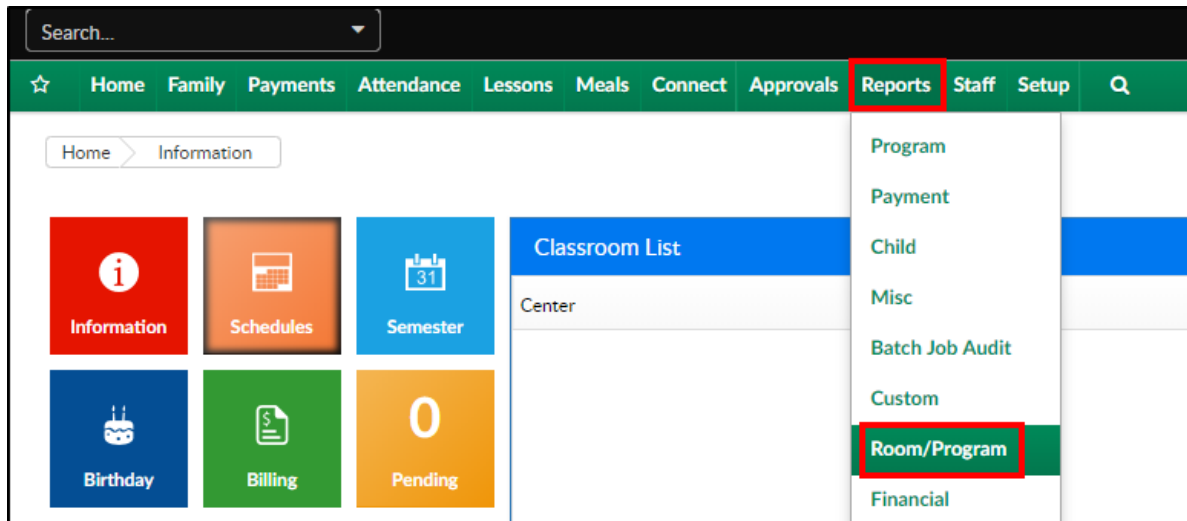 Search...
Home Family Payments Attendance Lessons Meals Connect Approvals Reports Staff Setup
Home Information
Program
Payment
Child
Misc
Batch Job Audit
Custom
Room/Program
Financial
Information
Schedules
31
Semester
Birthday
$
Billing
0
Pending
Classroom List
Center